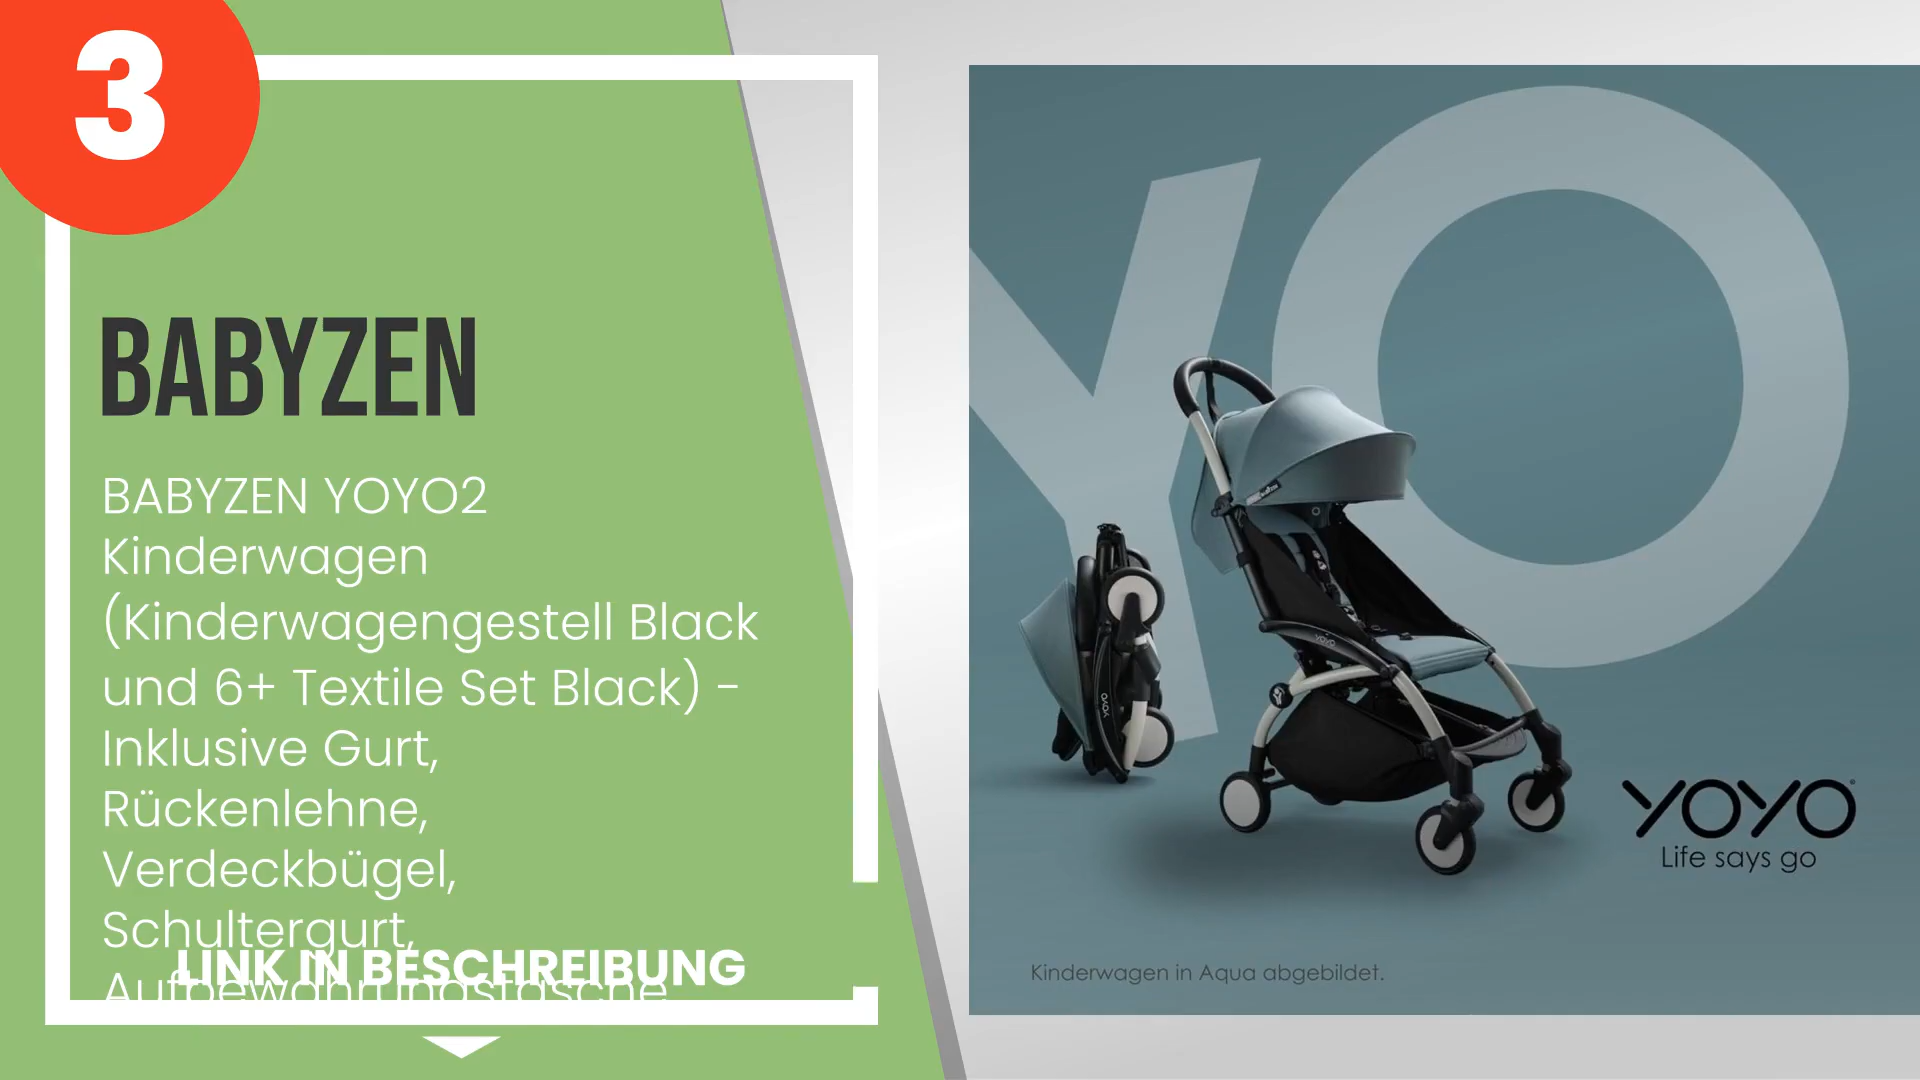 3
BABYZEN
BABYZEN YOYO2
Kinderwagen
(Kinderwagengestell Black
und 6+ Textile Set Black) -
Inklusive Gurt,
Rückenlehne,
Verdeckbügel,
Schultergurt,
Aufbewahrungstasche
LINK IN BESCHREIBUNG
YO
YOYO
Life says go
Kinderwagen in Aqua abgebildet.